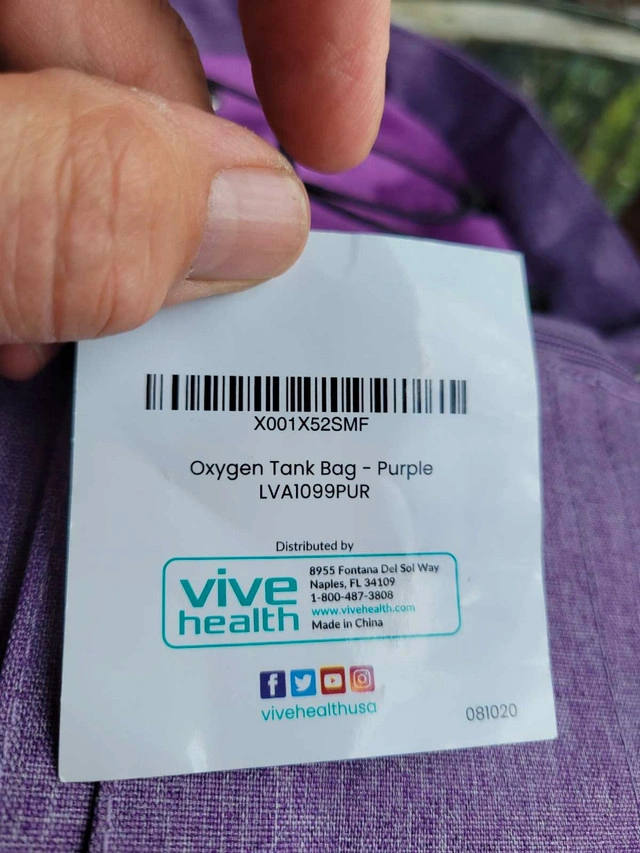 X001X52SMF
Oxygen Tank Bag - Purple
LVA1099PUR
Distributed by
vive
health
8955 Fontana Del Sol Way
Naples, FL 34109
1-800-487-3808
www.vivehealth.com
Made in China
vivehealthusa
081020